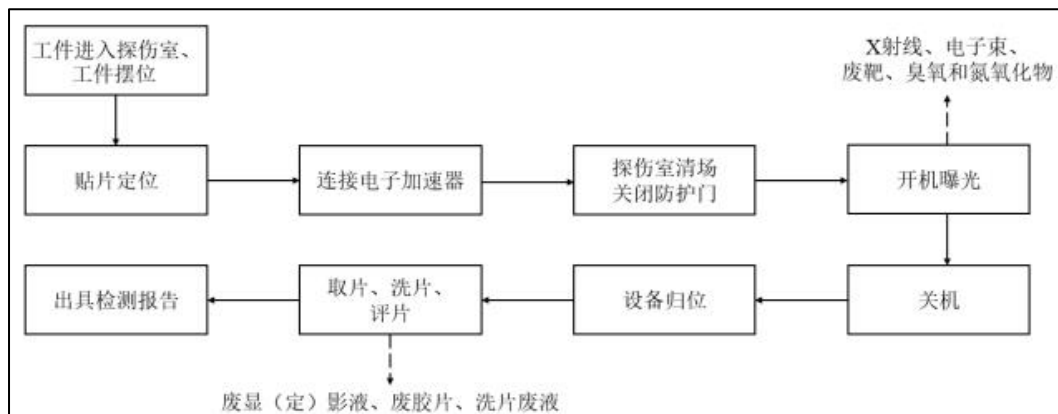 工件进入探伤室、
工件摆位
X射线、电子束、
废靶、臭氧和氮氧化物
贴片定位
连接电子加速器
探伤室清场
关闭防护门
开机曝光
出具检测报告
取片、洗片、
评片
设备归位
关机
废显（定）影液、废胶片、洗片废液